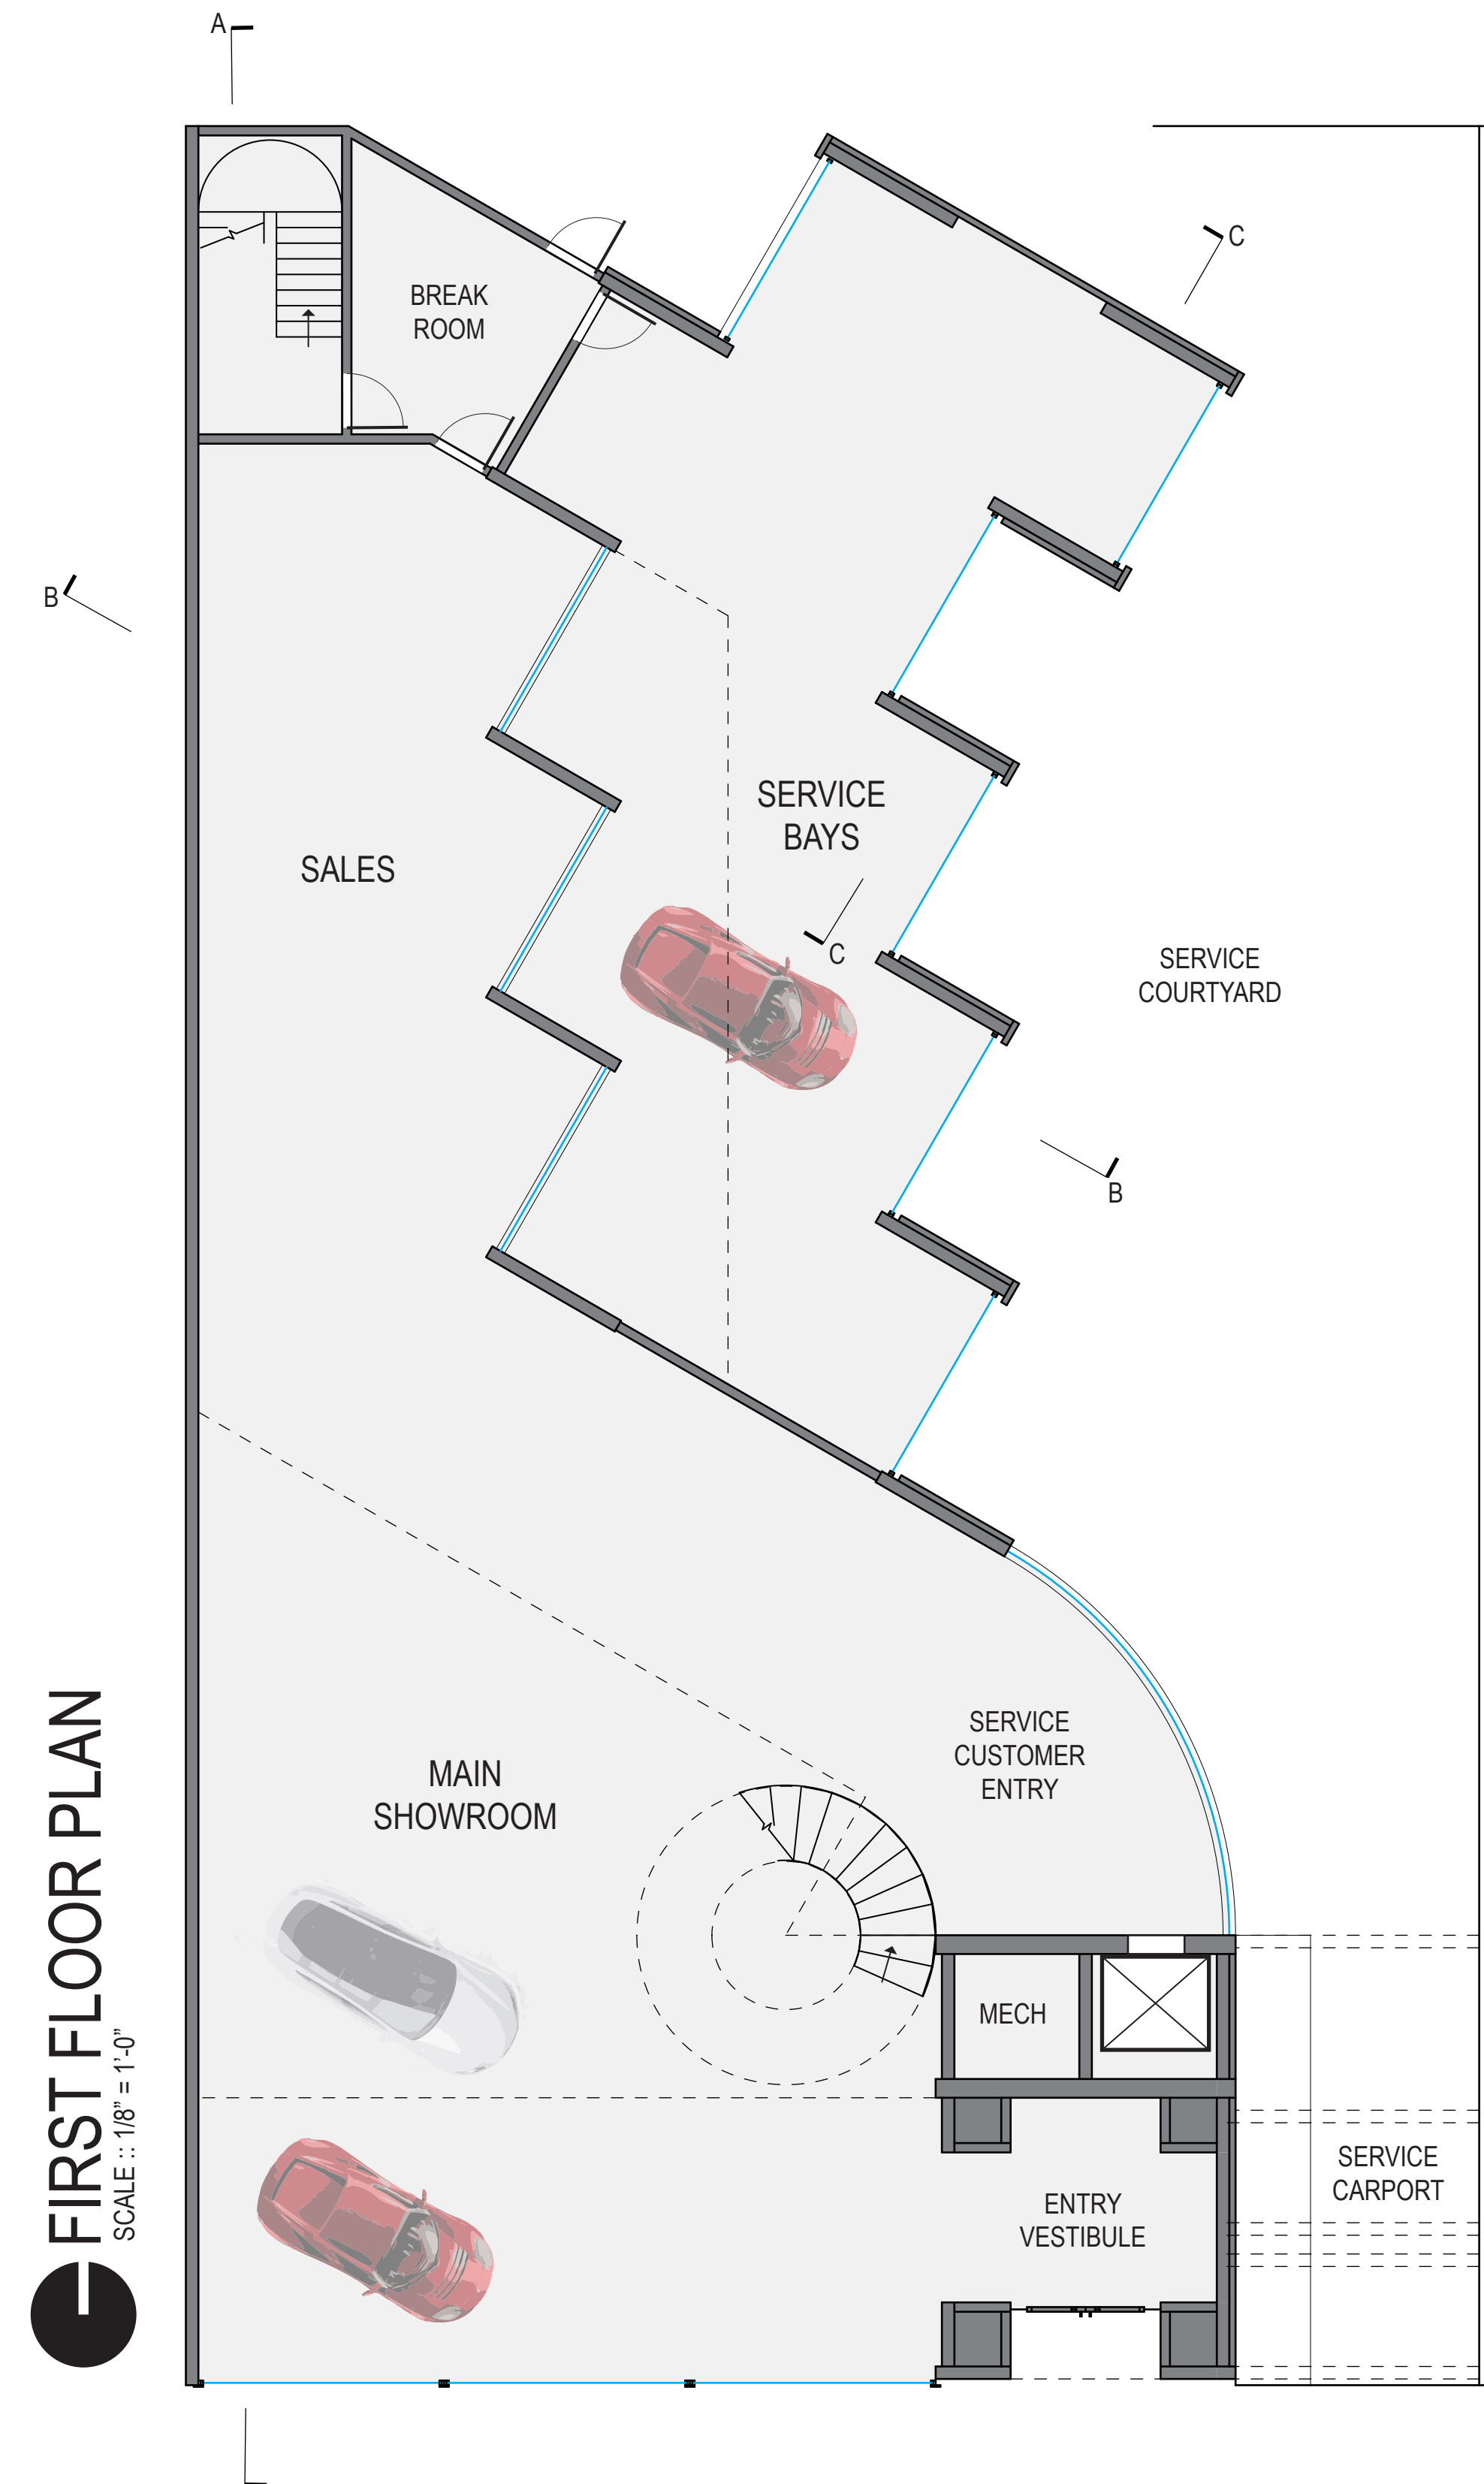 A
C
BREAK
ROOM
B
SERVICE
BAYS
SALES
C
SERVICE
COURTYARD
B
SERVICE
CUSTOMER
ENTRY
MAIN
SHOWROOM
MECH
SERVICE
CARPORT
ENTRY
VESTIBULE
FIRST FLOOR PLAN
SCALE :: 1/8” = 1’-0”